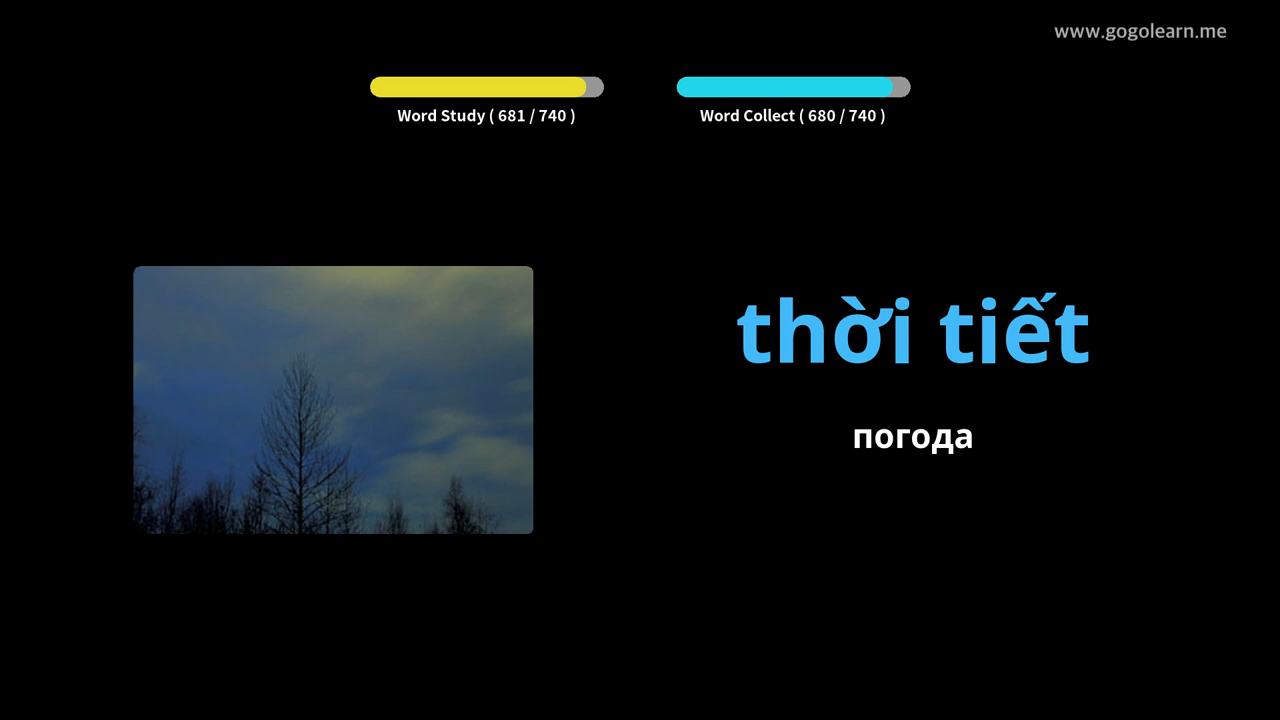 www.gogolearn.me
Word Study ( 681 / 740 )
Word Collect ( 680 / 740 )
thời tiết
погода